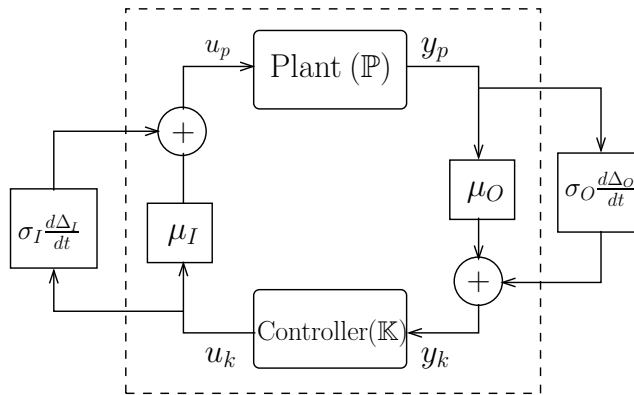 u_p
Plant (ℙ)
y_p
+
σ_I dΔ_I/dt
μ_I
μ_O
σ_O dΔ_O/dt
+
u_k
Controller(𝕂)
y_k